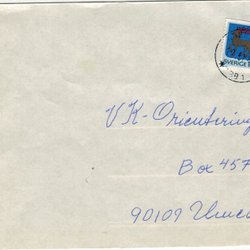 SVERIGE
VK-Orientering
Box 457
90109 Umeå